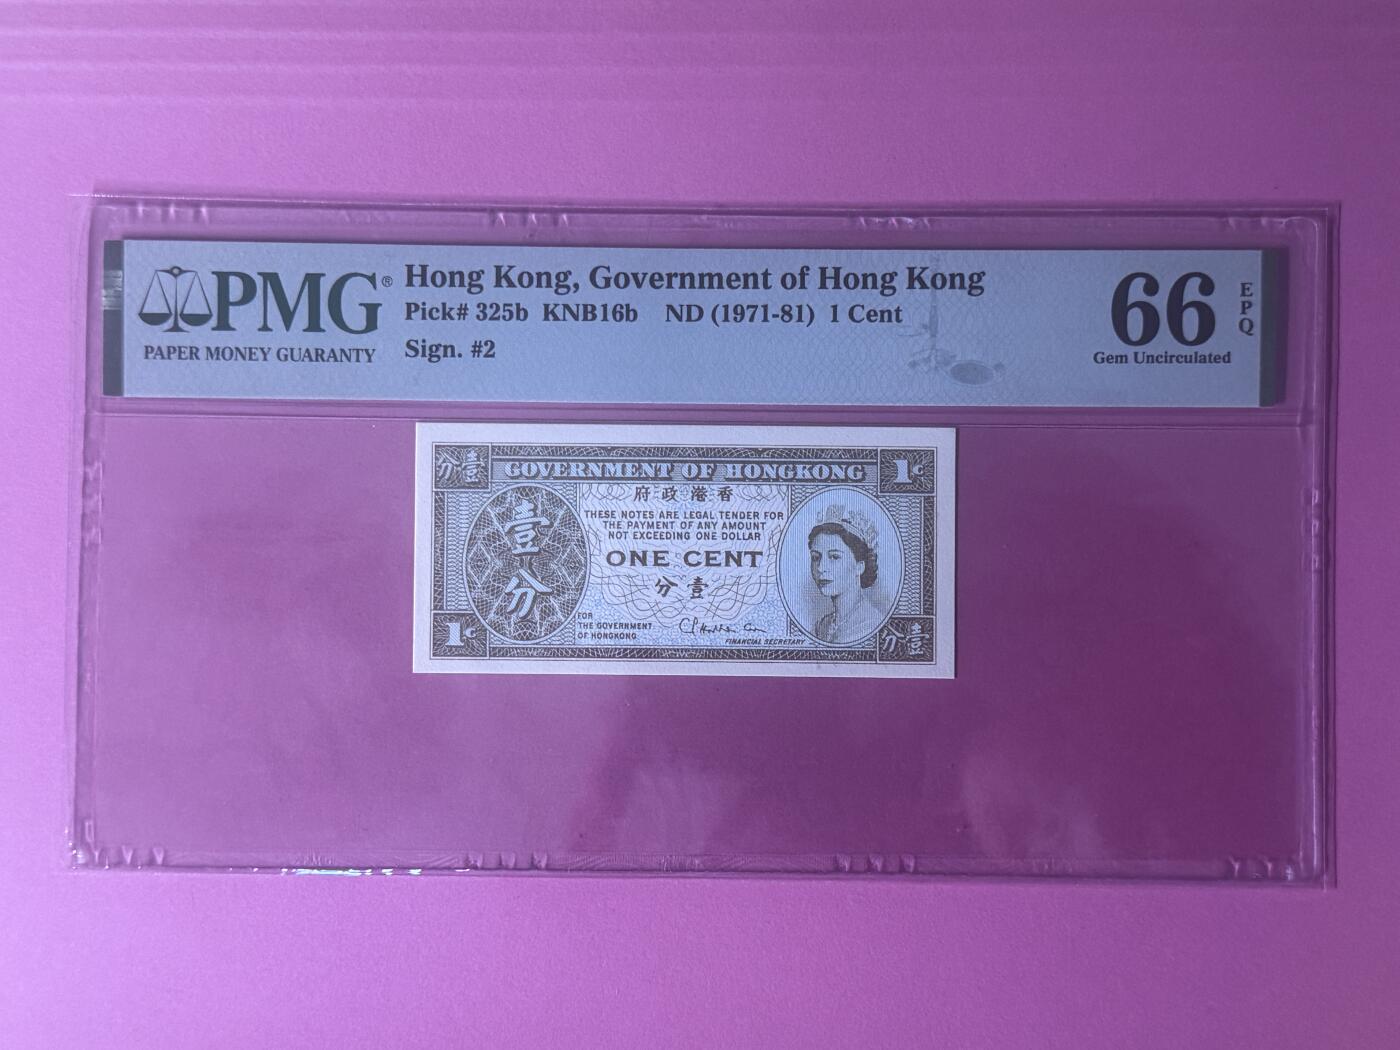 PMG®
PAPER MONEY GUARANTY
Hong Kong, Government of Hong Kong
Pick# 325b KNB16b ND (1971-81) 1 Cent
Sign. #2
66
EPQ
Gem Uncirculated
分壹
GOVERNMENT OF HONGKONG
1c
府政港香
THESE NOTES ARE LEGAL TENDER FOR
THE PAYMENT OF ANY AMOUNT
NOT EXCEEDING ONE DOLLAR
壹分
ONE CENT
分壹
FOR
THE GOVERNMENT
OF HONGKONG
FINANCIAL SECRETARY
1c
分壹